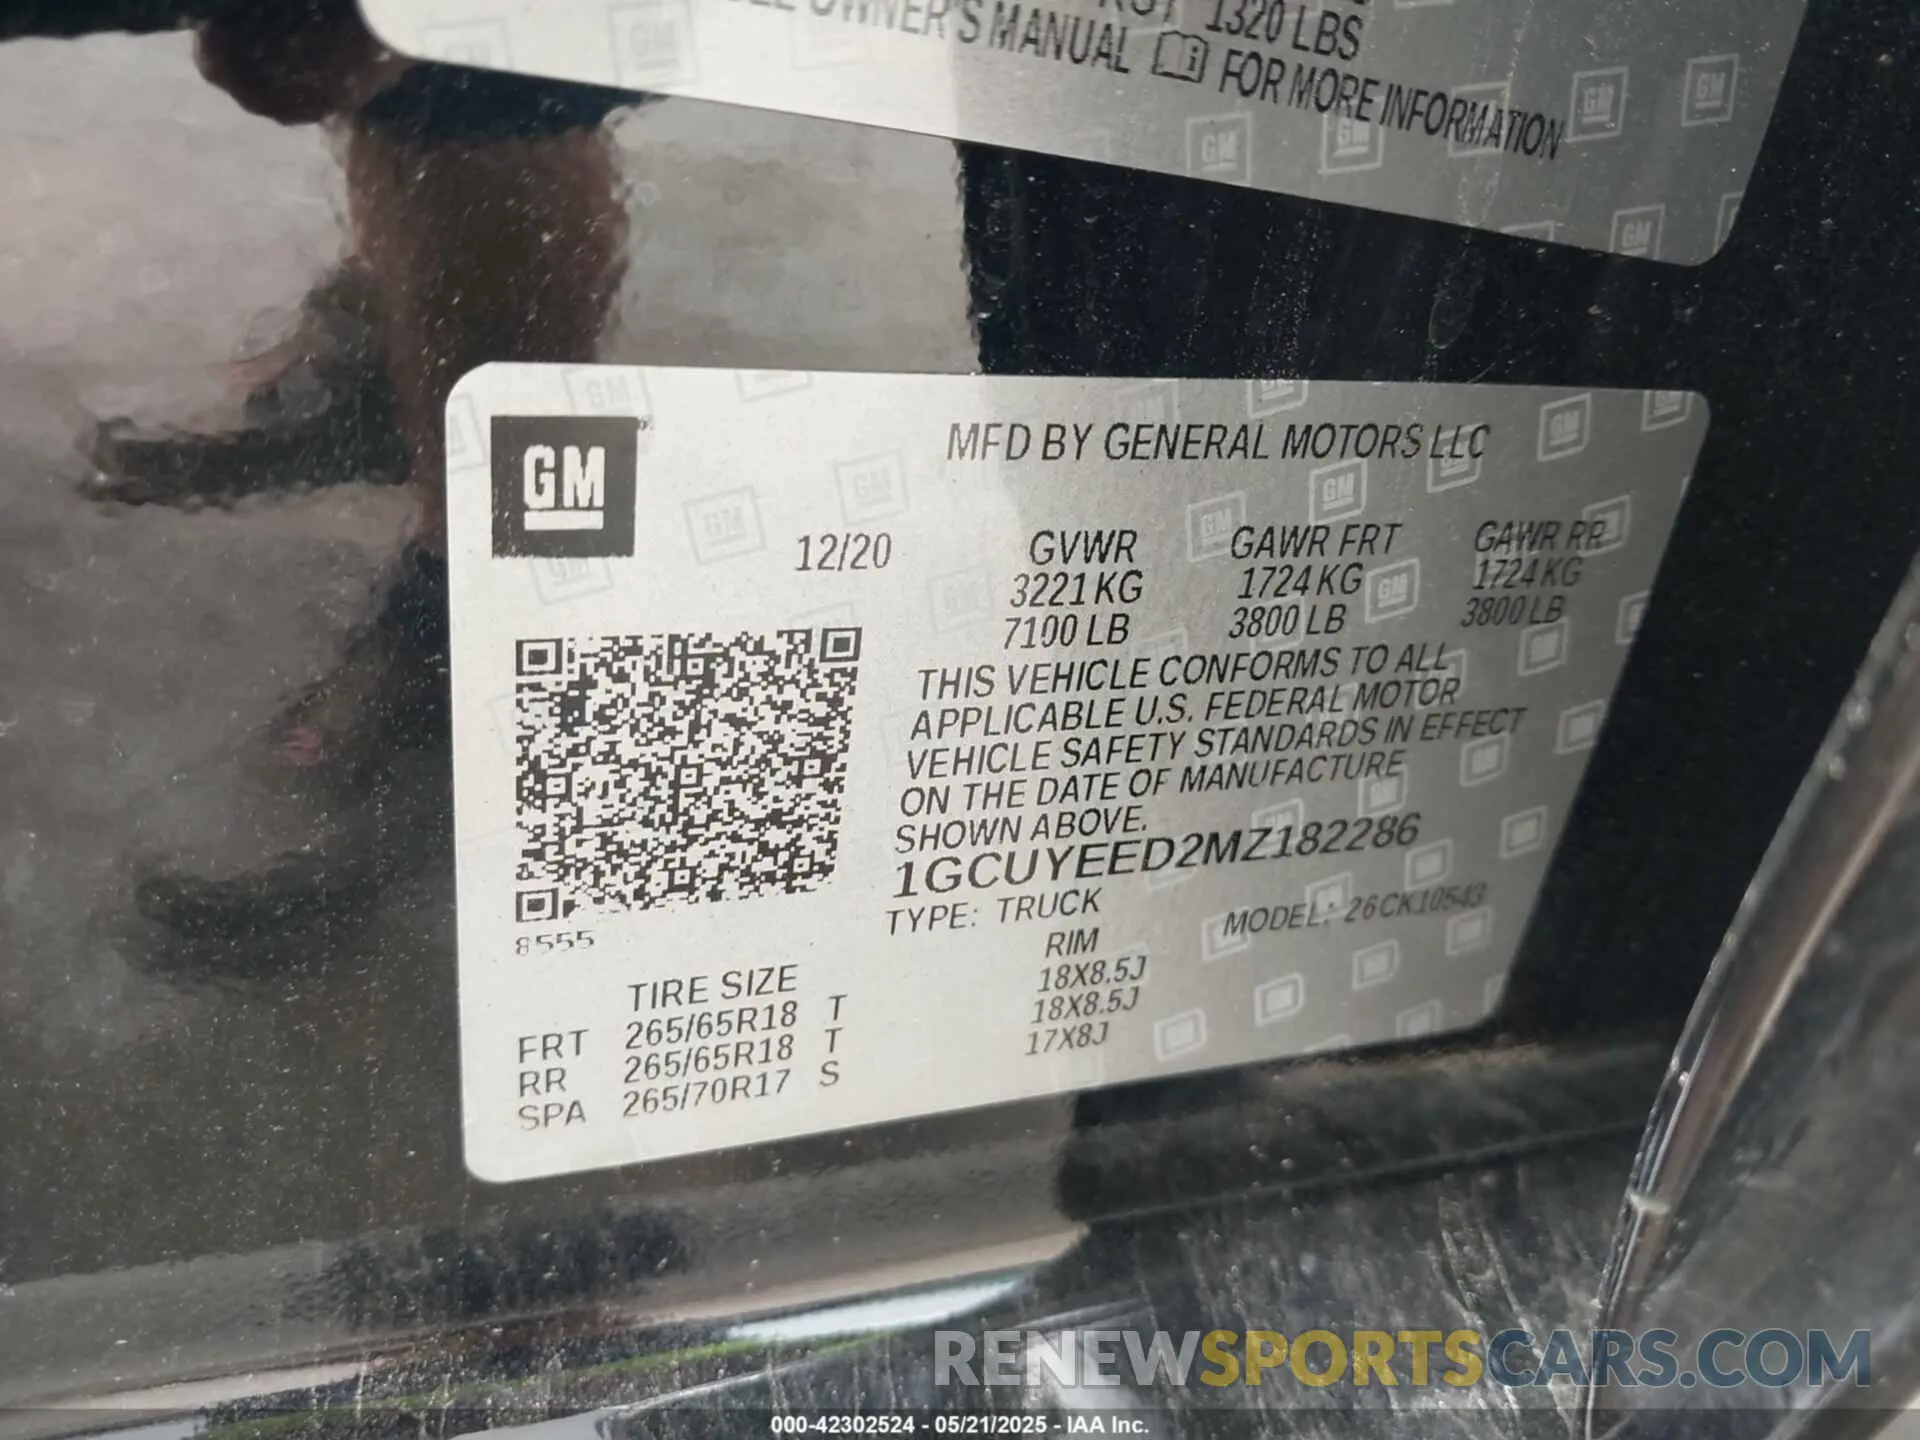 1320 LBS
OWNER'S MANUAL FOR MORE INFORMATION
GM
MFD BY GENERAL MOTORS LLC
12/20 GVWR GAWR FRT GAWR RR
3221 KG 1724 KG 1724 KG
7100 LB 3800 LB 3800 LB
THIS VEHICLE CONFORMS TO ALL
APPLICABLE U.S. FEDERAL MOTOR
VEHICLE SAFETY STANDARDS IN EFFECT
ON THE DATE OF MANUFACTURE
SHOWN ABOVE.
1GCUYEED2MZ182286
TYPE: TRUCK MODEL: 26CK10543
8555
TIRE SIZE RIM
FRT 265/65R18 T 18X8.5J
RR 265/65R18 T 18X8.5J
SPA 265/70R17 S 17X8J
RENEWSPORTSCARS.COM
000-42302524 - 05/21/2025 - IAA Inc.